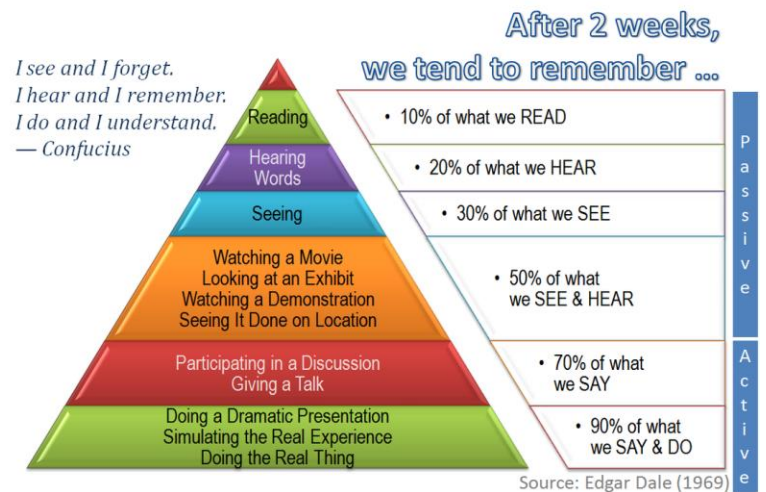 After 2 weeks,
we tend to remember ...
I see and I forget.
I hear and I remember.
I do and I understand.
— Confucius
Reading
• 10% of what we READ
Hearing
Words
• 20% of what we HEAR
Seeing
• 30% of what we SEE
Watching a Movie
Looking at an Exhibit
Watching a Demonstration
Seeing It Done on Location
• 50% of what
we SEE & HEAR
Participating in a Discussion
Giving a Talk
• 70% of what
we SAY
Doing a Dramatic Presentation
Simulating the Real Experience
Doing the Real Thing
• 90% of what
we SAY & DO
Passive
Active
Source: Edgar Dale (1969)